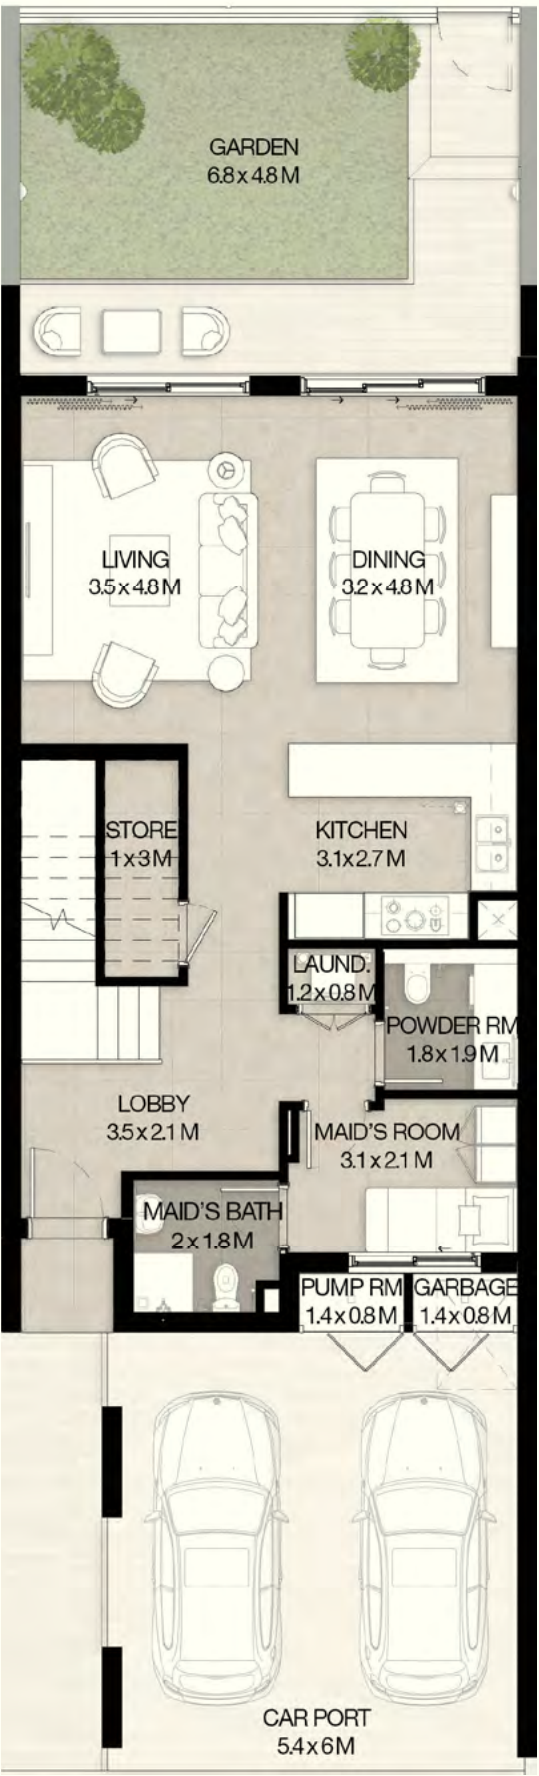 GARDEN
6.8 x 4.8 M
LIVING
3.5 x 4.8 M
DINING
3.2 x 4.8 M
STORE
1 x 3 M
KITCHEN
3.1 x 2.7 M
LAUND.
1.2 x 0.8 M
POWDER RM
1.8 x 1.9 M
LOBBY
3.5 x 2.1 M
MAID'S ROOM
3.1 x 2.1 M
MAID'S BATH
2 x 1.8 M
PUMP RM
1.4 x 0.8 M
GARBAGE
1.4 x 0.8 M
CAR PORT
5.4 x 6 M